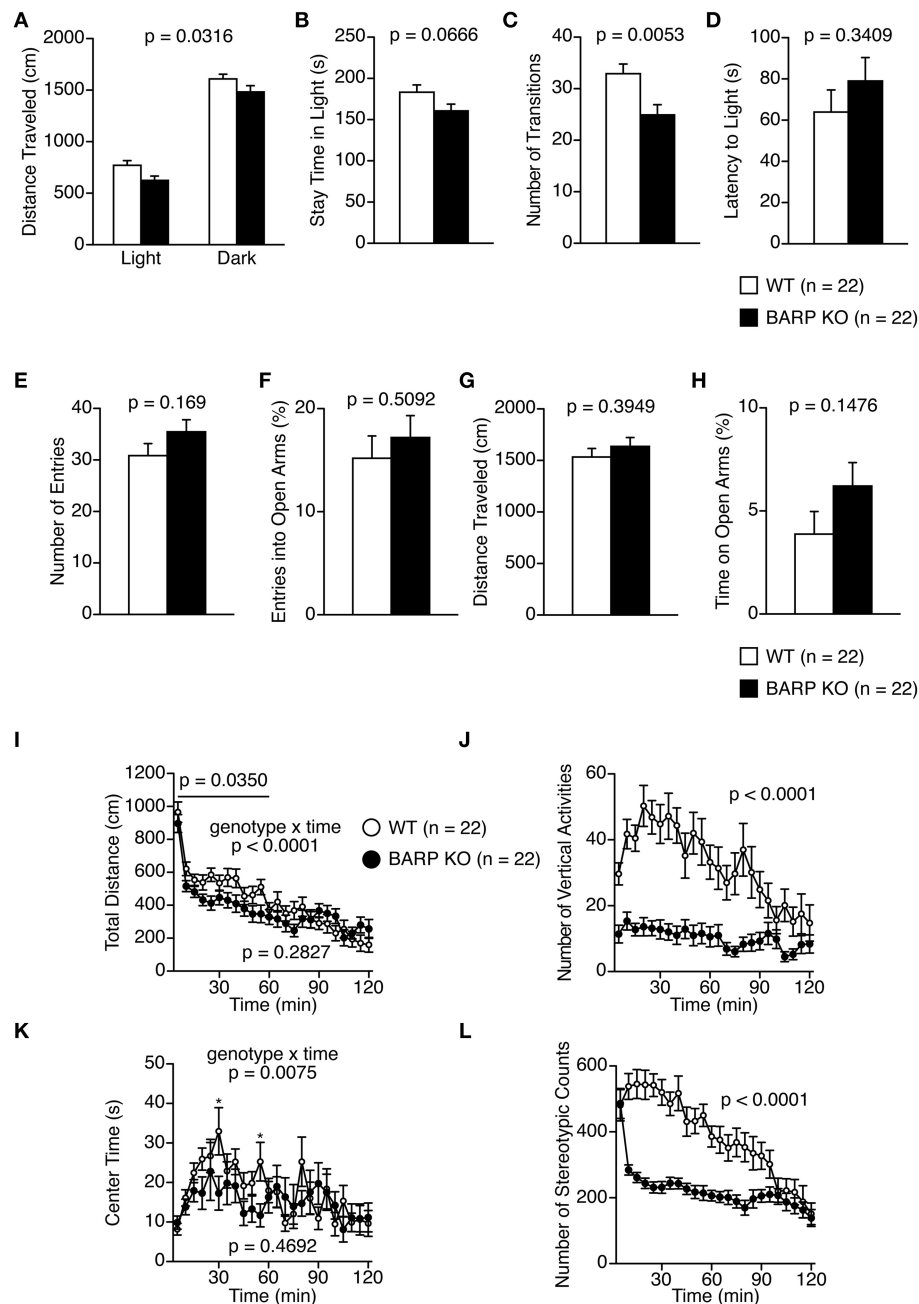 A
p = 0.0316
Distance Traveled (cm)
2000
1500
1000
500
0
Light Dark
B
p = 0.0666
Stay Time in Light (s)
250
200
150
100
50
0
C
p = 0.0053
Number of Transitions
40
30
20
10
0
D
p = 0.3409
Latency to Light (s)
100
80
60
40
20
0
WT (n = 22)
BARP KO (n = 22)
E
p = 0.169
Number of Entries
40
30
20
10
0
F
p = 0.5092
Entries into Open Arms (%)
20
10
0
G
p = 0.3949
Distance Traveled (cm)
2000
1500
1000
500
0
H
p = 0.1476
Time on Open Arms (%)
10
5
0
WT (n = 22)
BARP KO (n = 22)
I
Total Distance (cm)
1200
1000
800
600
400
200
0
p = 0.0350
genotype x time
p < 0.0001
WT (n = 22)
BARP KO (n = 22)
p = 0.2827
30 60 90 120
Time (min)
J
Number of Vertical Activities
60
40
20
0
p < 0.0001
30 60 90 120
Time (min)
K
genotype x time
p = 0.0075
Center Time (s)
50
40
30
20
10
0
* *
p = 0.4692
30 60 90 120
Time (min)
L
Number of Stereotypic Counts
600
400
200
0
p < 0.0001
30 60 90 120
Time (min)